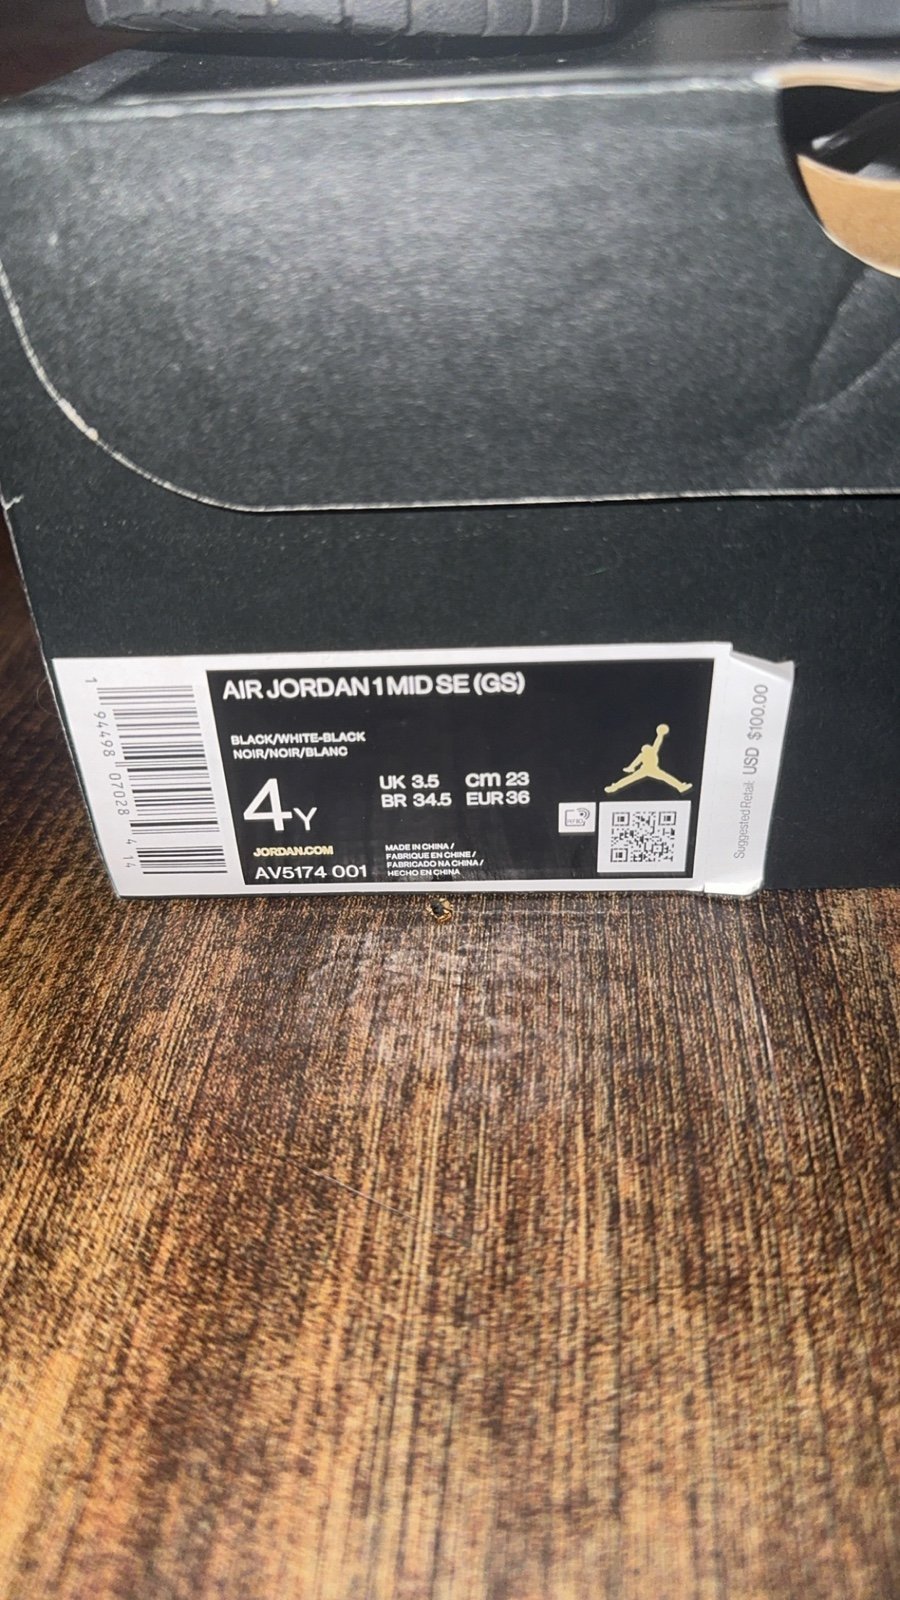 AIR JORDAN 1 MID SE (GS)
BLACK/WHITE-BLACK
NOIR/NOIR/BLANC
4Y
UK 3.5 cm 23
BR 34.5 EUR 36
JORDAN.COM
AV5174 001
MADE IN CHINA /
FABRIQUE EN CHINE /
FABRICADO NA CHINA /
HECHO EN CHINA
1 94498 07028 4 14
Suggested Retail: USD $100.00